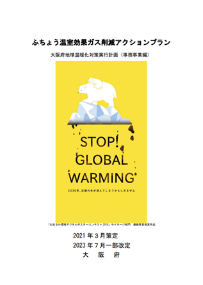 ふちょう温室効果ガス削減アクションプラン
大阪府地球温暖化対策実行計画(事務事業編)
STOP!
GLOBAL
WARMING
2021年3月策定
2023年7月一部改定
大 阪 府